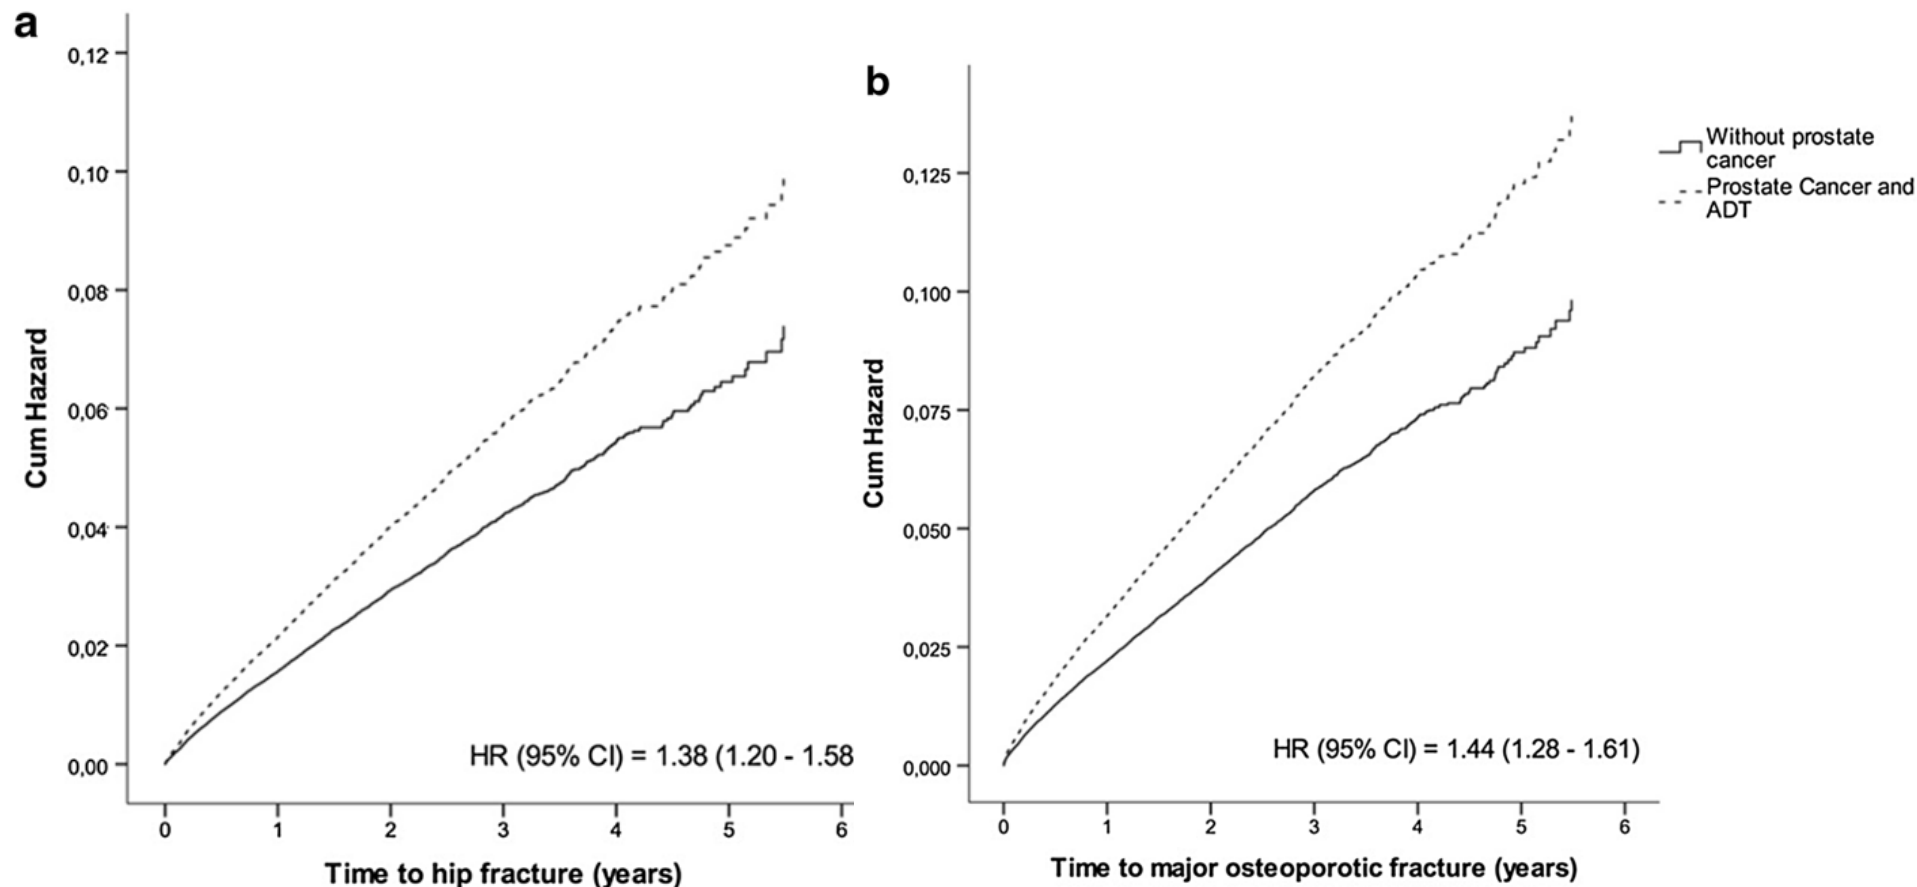 a
0,12
0,10
0,08
0,06
0,04
0,02
0,00
Cum Hazard
HR (95% CI) = 1.38 (1.20 - 1.58
0 1 2 3 4 5 6
Time to hip fracture (years)
b
0,125
0,100
0,075
0,050
0,025
0,000
Cum Hazard
HR (95% CI) = 1.44 (1.28 - 1.61)
0 1 2 3 4 5 6
Time to major osteoporotic fracture (years)
Without prostate
cancer
Prostate Cancer and
ADT